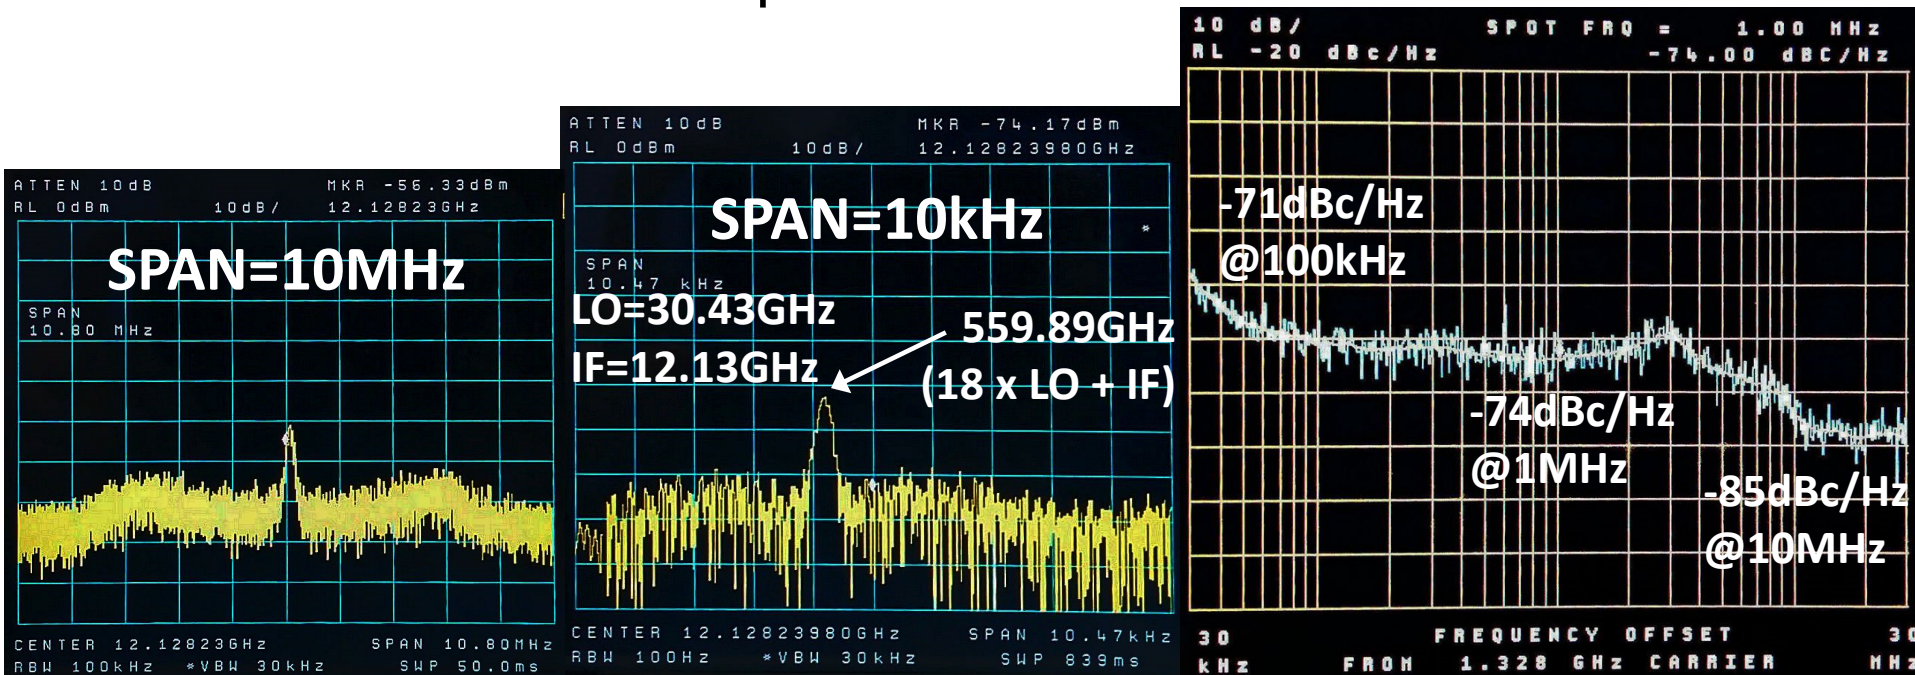 ATTEN 10dB
RL 0dBm
10dB/
MKR -56.33dBm
12.12823GHz
SPAN=10MHz
SPAN
10.80 MHz
CENTER 12.12823GHz
SPAN 10.80MHz
RBW 100kHz
*VBW 30kHz
SWP 50.0ms
ATTEN 10dB
RL 0dBm
10dB/
MKR -74.17dBm
12.12823980GHz
SPAN=10kHz
*
SPAN
10.47 kHz
LO=30.43GHz
IF=12.13GHz
559.89GHz
(18 x LO + IF)
CENTER 12.12823980GHz
SPAN 10.47kHz
RBW 100Hz
*VBW 30kHz
SWP 839ms
10 dB/
RL -20 dBc/Hz
SPOT FRQ = 1.00 MHz
-74.00 dBC/Hz
-71dBc/Hz
@100kHz
-74dBc/Hz
@1MHz
-85dBc/Hz
@10MHz
30
kHz
FREQUENCY OFFSET
FROM 1.328 GHz CARRIER
30
MHz